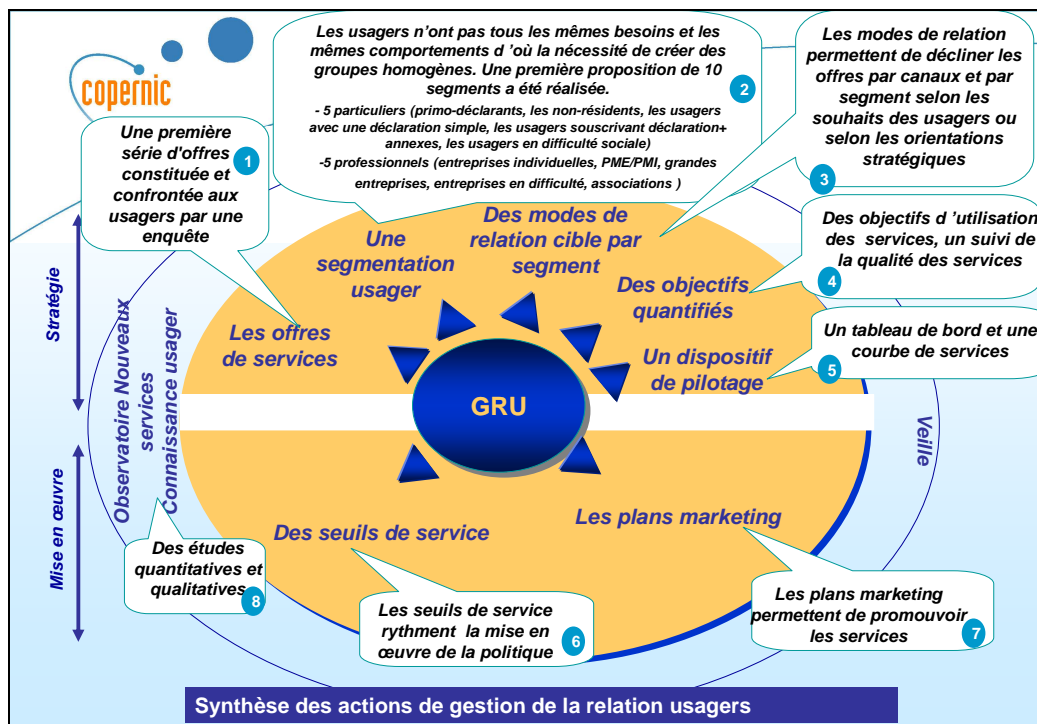 copernic
Une première
série d'offres
constituée et
confrontée aux
usagers par une
enquête
1
Les usagers n'ont pas tous les mêmes besoins et les
mêmes comportements d 'où la nécessité de créer des
groupes homogènes. Une première proposition de 10
segments a été réalisée.
- 5 particuliers (primo-déclarants, les non-résidents, les usagers
avec une déclaration simple, les usagers souscrivant déclaration+
annexes, les usagers en difficulté sociale)
-5 professionnels (entreprises individuelles, PME/PMI, grandes
entreprises, entreprises en difficulté, associations )
2
Les modes de relation
permettent de décliner les
offres par canaux et par
segment selon les
souhaits des usagers ou
selon les orientations
stratégiques
3
Des objectifs d 'utilisation
des services, un suivi de
la qualité des services
4
Un tableau de bord et une
courbe de services
5
Stratégie
Mise en œuvre
Observatoire Nouveaux
services
Connaissance usager
Les offres
de services
Une
segmentation
usager
Des modes de
relation cible par
segment
Des objectifs
quantifiés
Un dispositif
de pilotage
GRU
Veille
Des seuils de service
Les plans marketing
Des études
quantitatives et
qualitatives
8
Les seuils de service
rythment la mise en
œuvre de la politique
6
Les plans marketing
permettent de promouvoir
les services
7
Synthèse des actions de gestion de la relation usagers